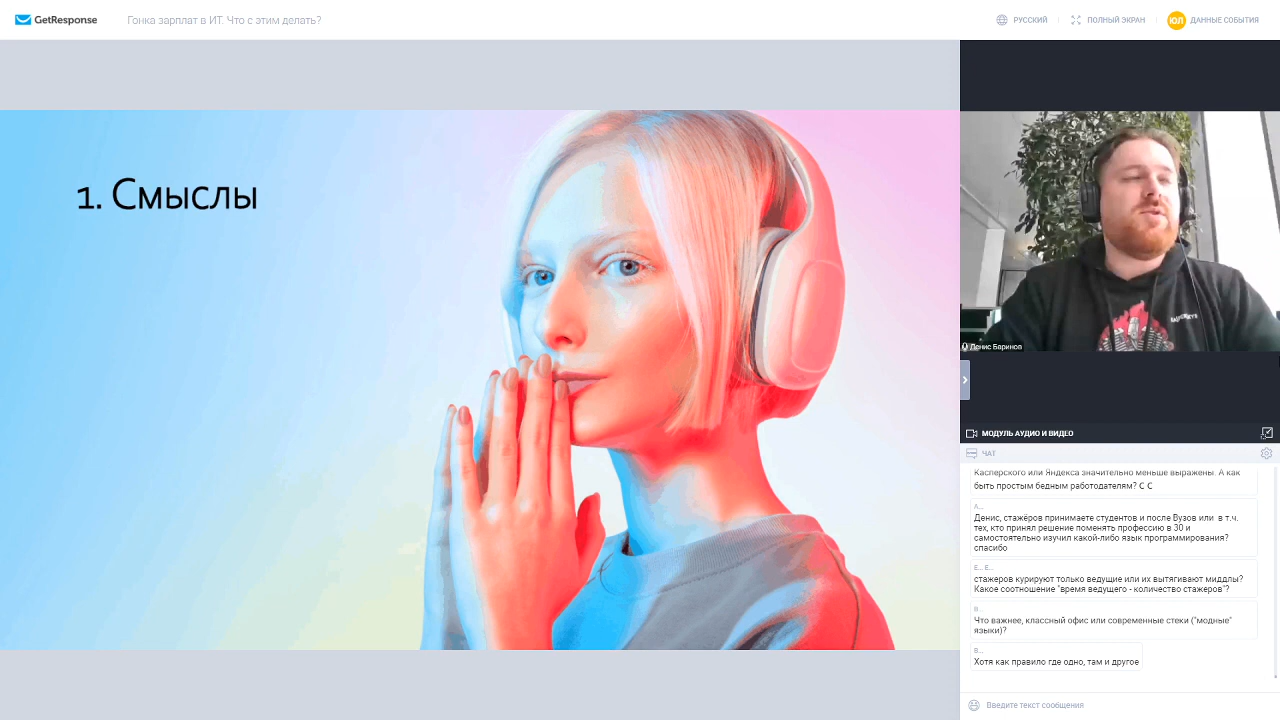 GetResponse
Гонка зарплат в ИТ. Что с этим делать?
РУССКИЙ
ПОЛНЫЙ ЭКРАН
ЮЛ
ДАННЫЕ СОБЫТИЯ
1. Смыслы
Денис Баринов
МОДУЛЬ АУДИО И ВИДЕО
ЧАТ
Касперского или Яндекса значительно меньше выражены. А как
быть простым бедным работодателям? С С
А...
Денис, стажёров принимаете студентов и после Вузов или в т.ч.
тех, кто принял решение поменять профессию в 30 и
самостоятельно изучил какой-либо язык программирования?
спасибо
Е... Е...
стажеров курируют только ведущие или их вытягивают миддлы?
Какое соотношение "время ведущего - количество стажеров"?
В...
Что важнее, классный офис или современные стеки ("модные"
языки)?
В...
Хотя как правило где одно, там и другое
Введите текст сообщения